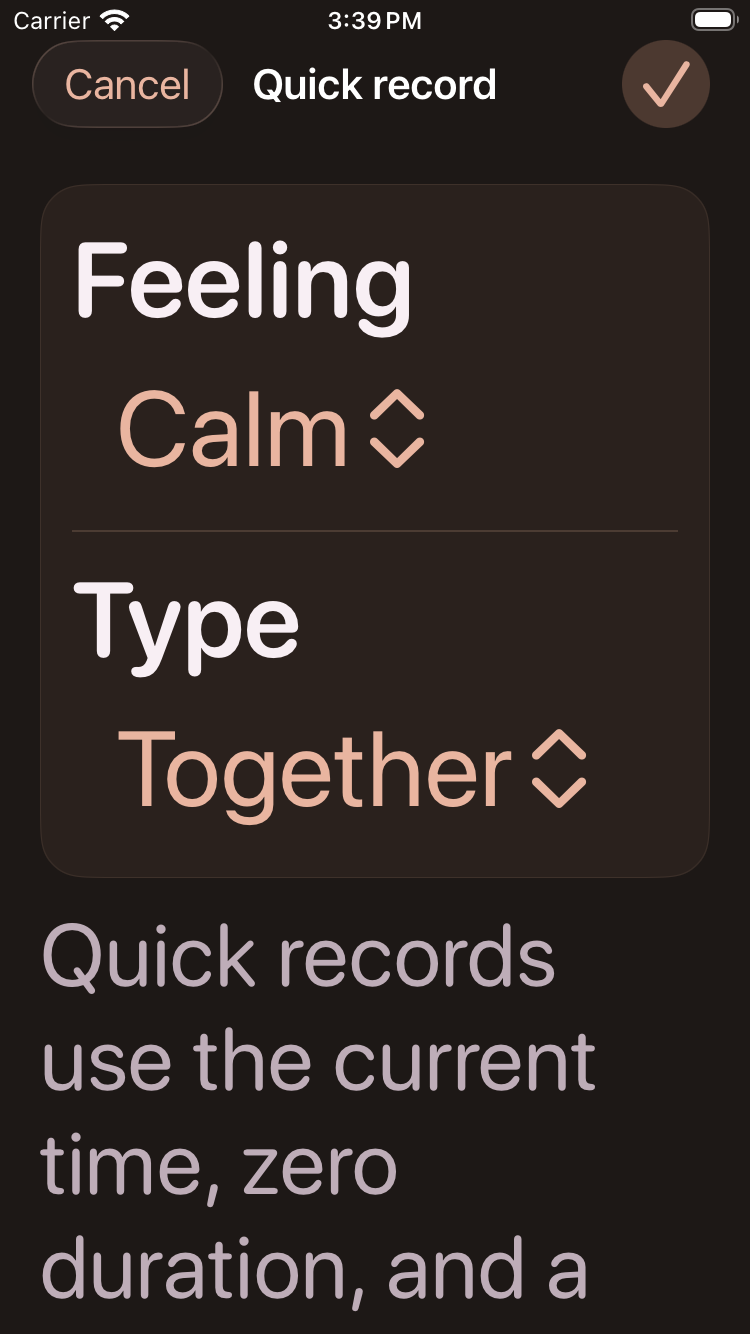 Carrier 3:39 PM
Cancel Quick record
Feeling
Calm
Type
Together
Quick records
use the current
time, zero
duration, and a